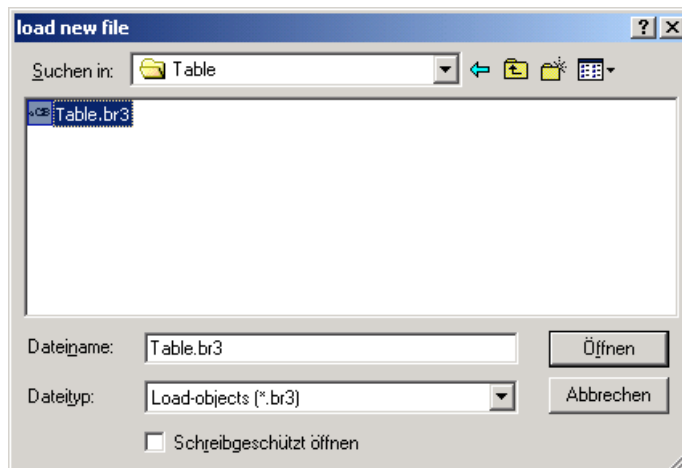 load new file
Suchen in: Table
Table.br3
Dateiname: Table.br3 Öffnen
Dateityp: Load-objects (*.br3) Abbrechen
Schreibgeschützt öffnen